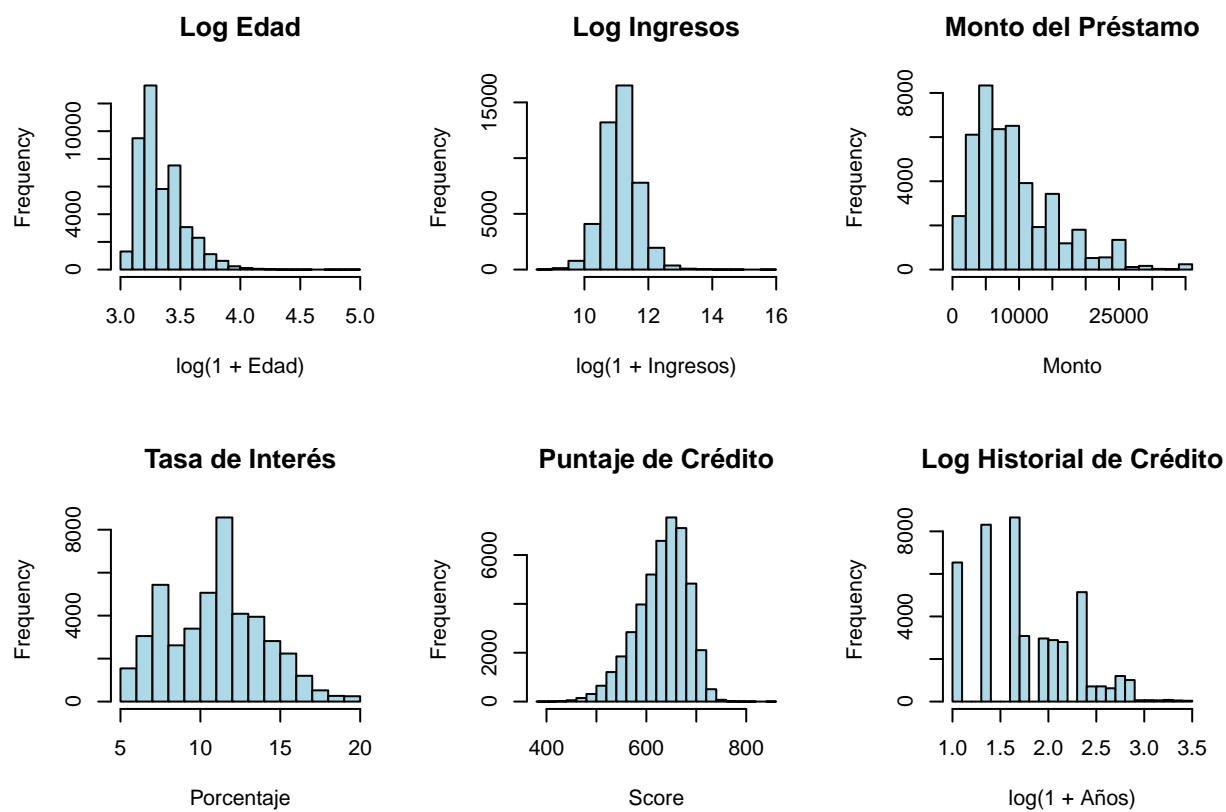 Log Edad
Frequency
0 4000 10000
3.0 3.5 4.0 4.5 5.0
log(1 + Edad)
Log Ingresos
Frequency
0 5000 15000
10 12 14 16
log(1 + Ingresos)
Monto del Préstamo
Frequency
0 4000 8000
0 10000 25000
Monto
Tasa de Interés
Frequency
0 4000 8000
5 10 15 20
Porcentaje
Puntaje de Crédito
Frequency
0 2000 6000
400 600 800
Score
Log Historial de Crédito
Frequency
0 4000 8000
1.0 1.5 2.0 2.5 3.0 3.5
log(1 + Años)